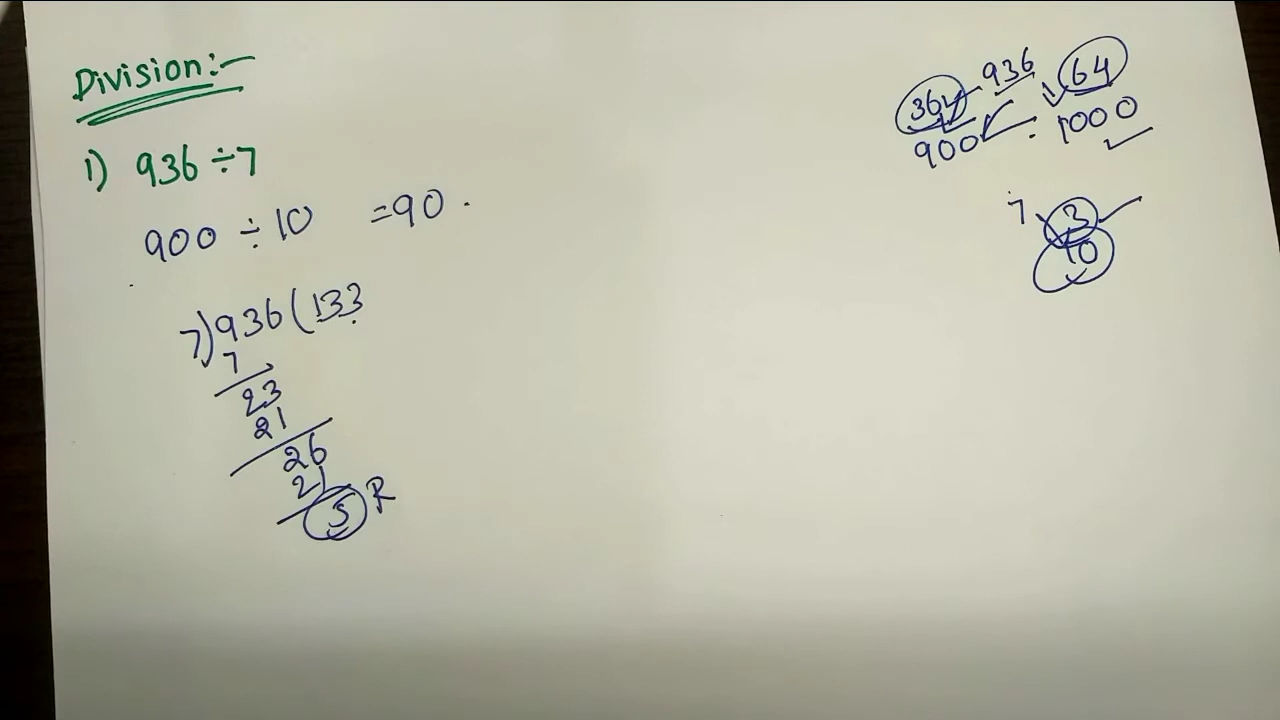 Division:-
1) 936 ÷ 7
900 ÷ 10 = 90.
7)936(133
7
23
21
26
21
5 R
936
36 64
900 1000
7 3
10